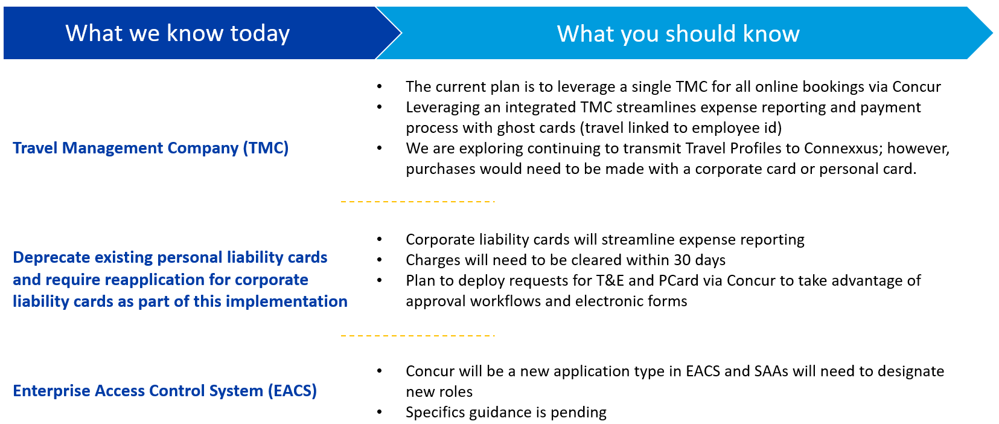 What we know today
What you should know
Travel Management Company (TMC)
• The current plan is to leverage a single TMC for all online bookings via Concur
• Leveraging an integrated TMC streamlines expense reporting and payment
process with ghost cards (travel linked to employee id)
• We are exploring continuing to transmit Travel Profiles to Connexxus; however,
purchases would need to be made with a corporate card or personal card.
Deprecate existing personal liability cards
and require reapplication for corporate
liability cards as part of this implementation
• Corporate liability cards will streamline expense reporting
• Charges will need to be cleared within 30 days
• Plan to deploy requests for T&E and PCard via Concur to take advantage of
approval workflows and electronic forms
Enterprise Access Control System (EACS)
• Concur will be a new application type in EACS and SAAs will need to designate
new roles
• Specifics guidance is pending